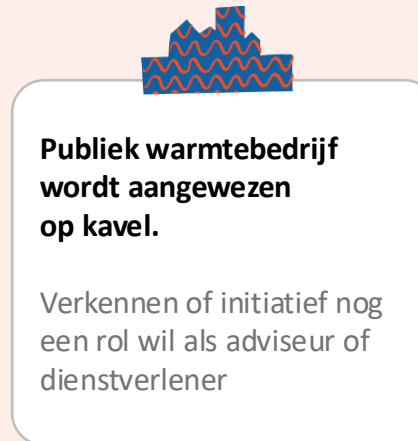 Publiek warmtebedrijf
wordt aangewezen
op kavel.
Verkennen of initiatief nog
een rol wil als adviseur of
dienstverlener